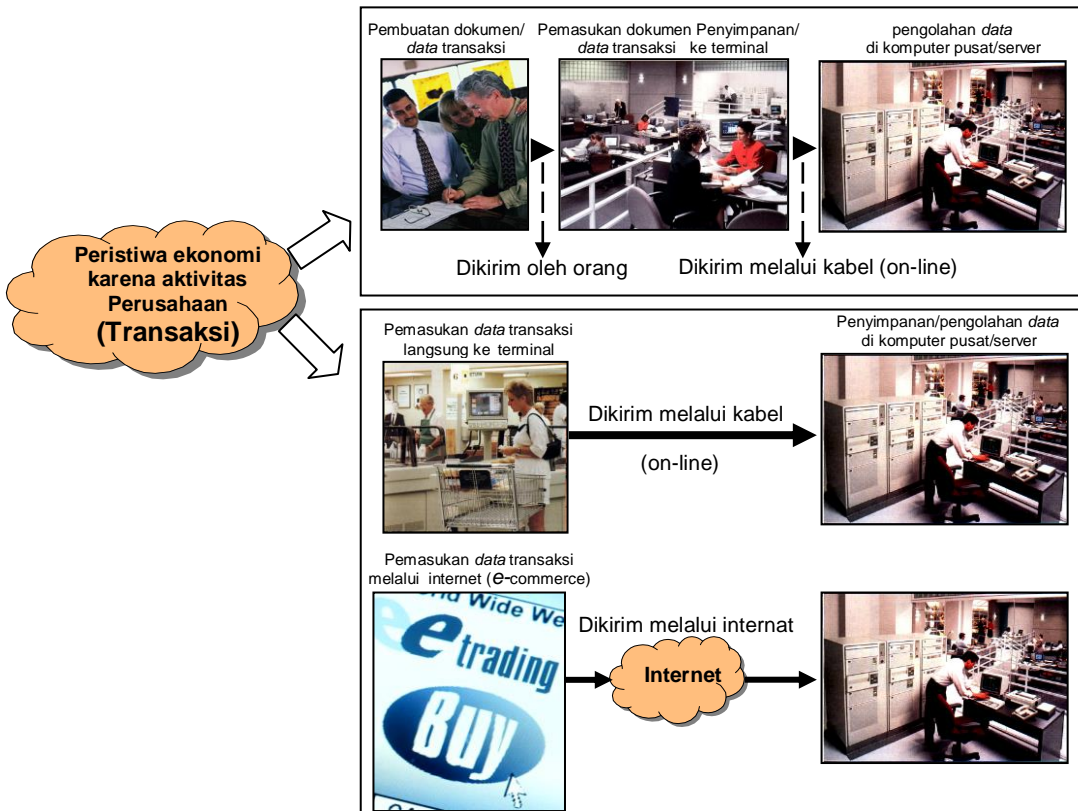 Pembuatan dokumen/
data transaksi
Pemasukan dokumen Penyimpanan/
data transaksi ke terminal
pengolahan data
di komputer pusat/server
Dikirim oleh orang
Dikirim melalui kabel (on-line)
Peristiwa ekonomi
karena aktivitas
Perusahaan
(Transaksi)
Pemasukan data transaksi
langsung ke terminal
Penyimpanan/pengolahan data
di komputer pusat/server
Dikirim melalui kabel
(on-line)
Pemasukan data transaksi
melalui internet (e-commerce)
Wide We
e trading
Buy
Dikirim melalui internat
Internet